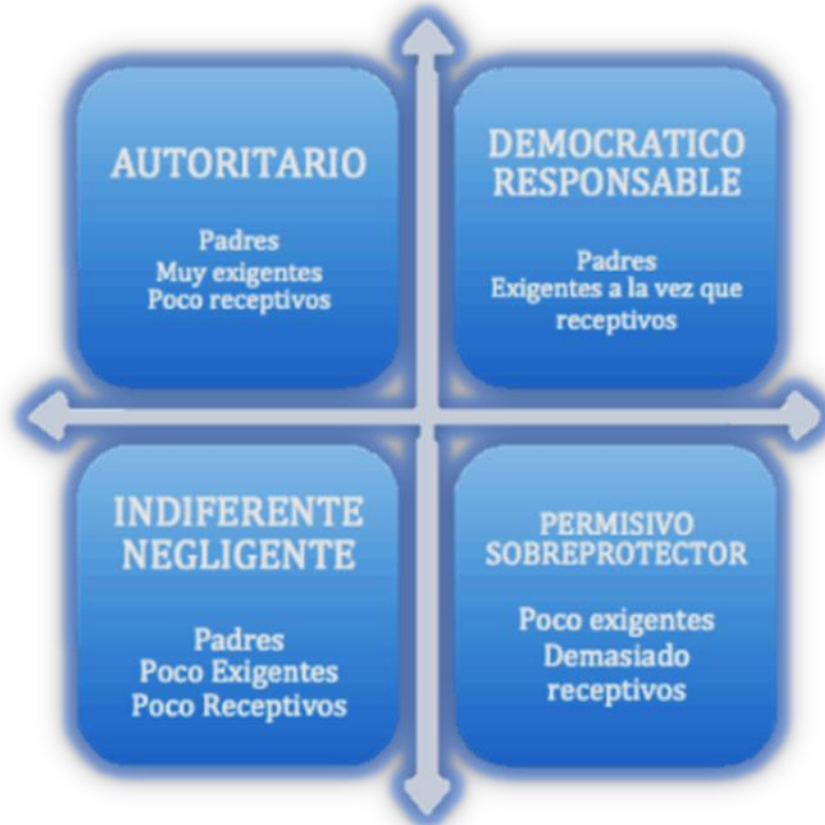 AUTORITARIO
Padres
Muy exigentes
Poco receptivos
DEMOCRATICO
RESPONSABLE
Padres
Exigentes a la vez que
receptivos
INDIFERENTE
NEGLIGENTE
Padres
Poco Exigentes
Poco Receptivos
PERMISIVO
SOBREPROTECTOR
Poco exigentes
Demasiado
receptivos